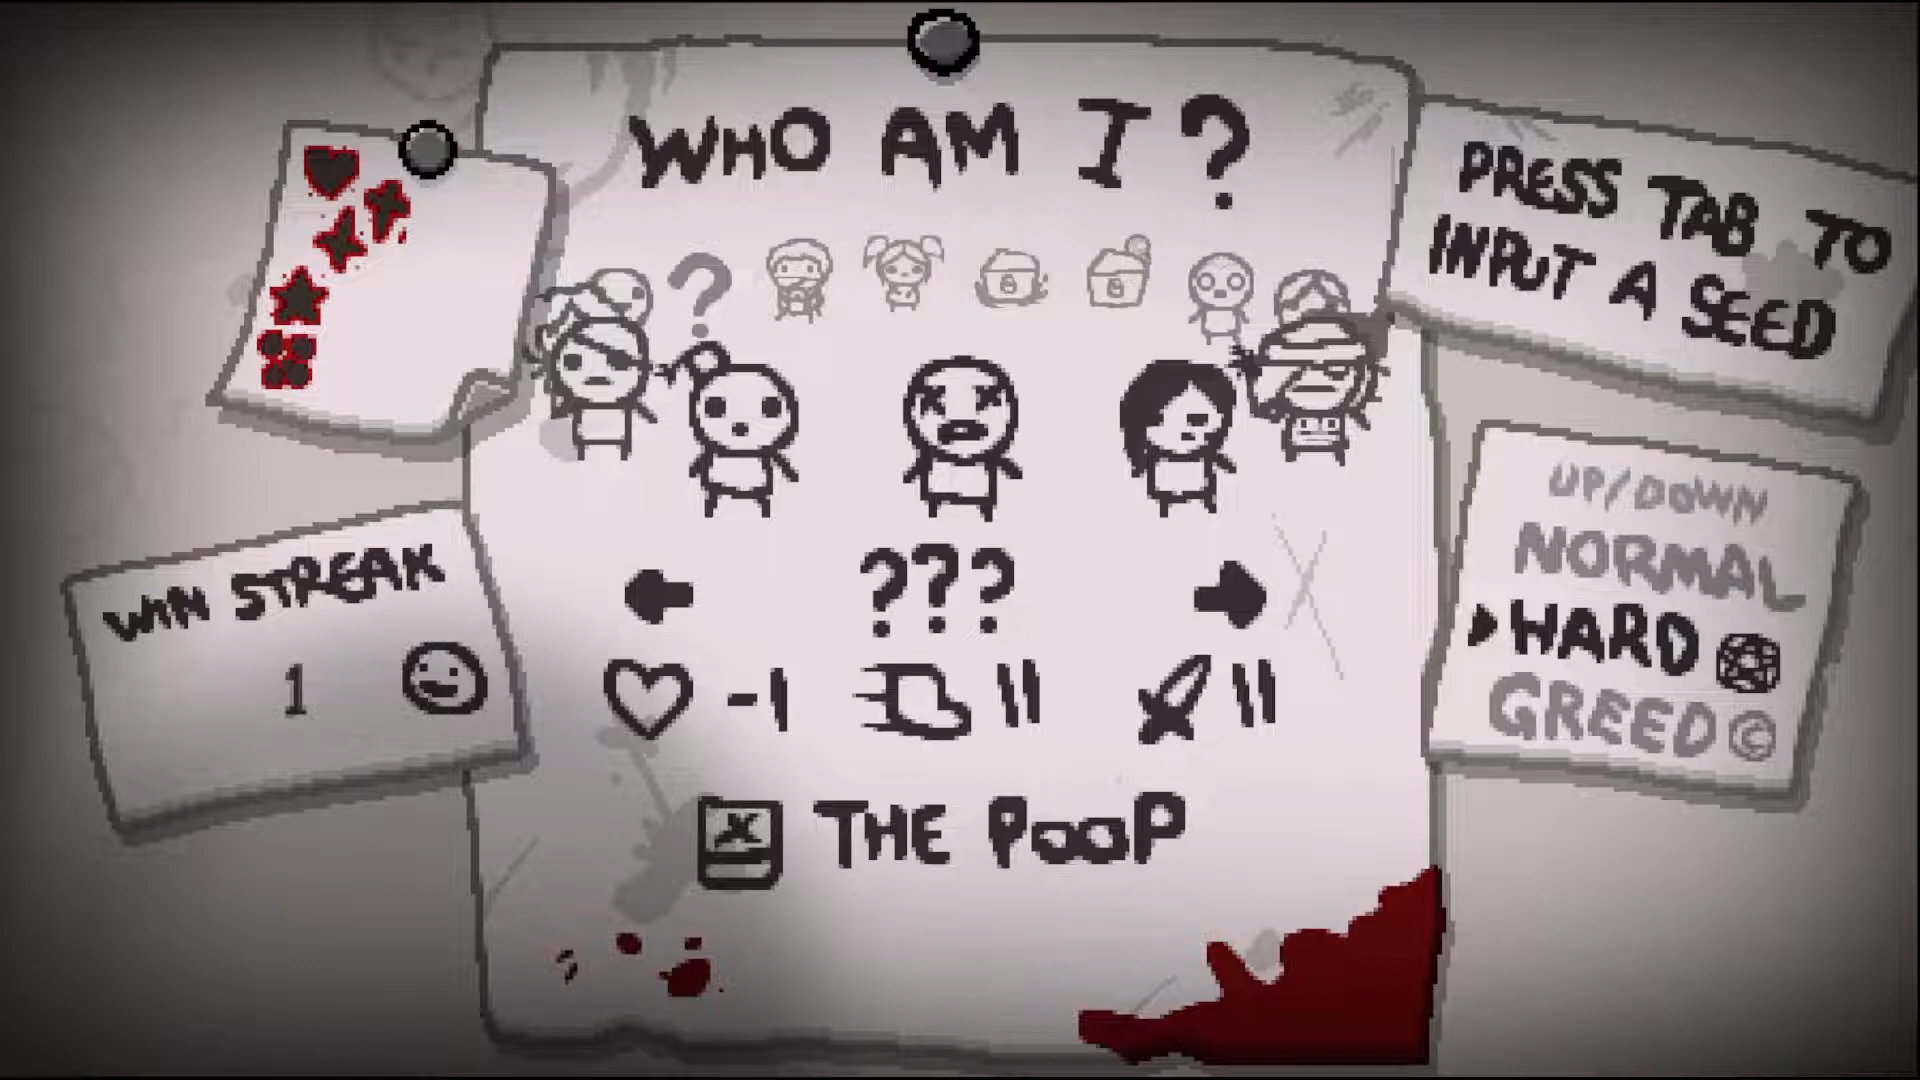 WHO AM I?
PRESS TAB TO
INPUT A SEED
?
WIN STREAK
1
???
-1
THE POOP
UP/DOWN
NORMAL
HARD
GREED